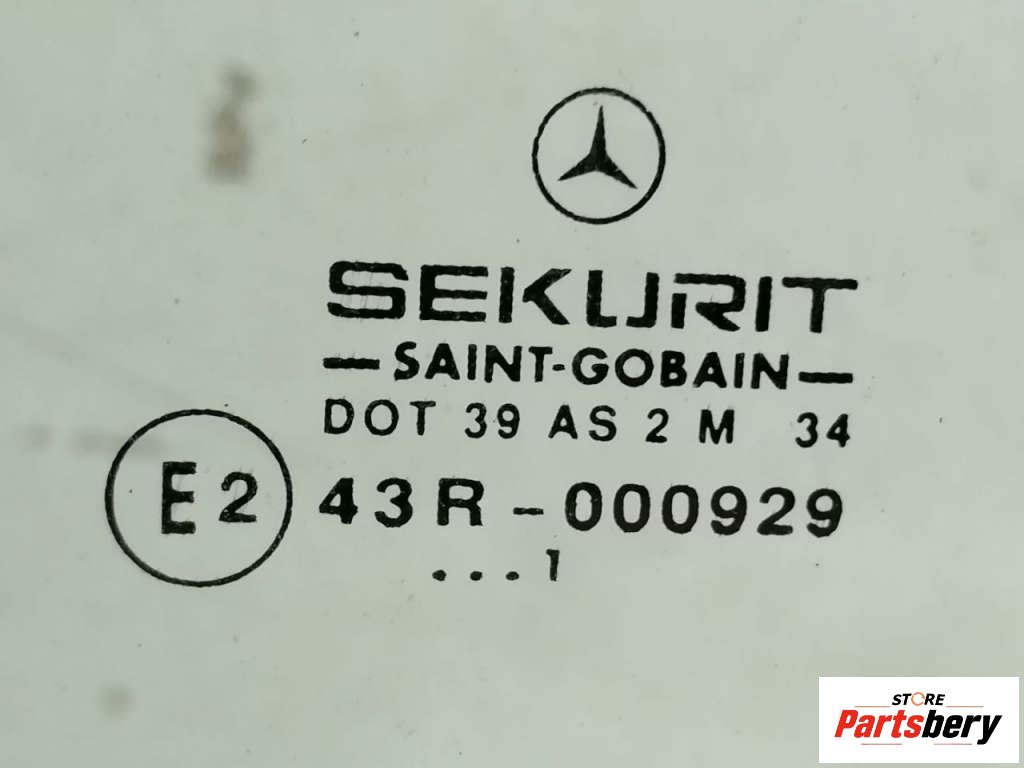 SEKURIT
— SAINT-GOBAIN —
DOT 39 AS 2 M 34
E2 43R - 000929
...1
STORE
Partsbery